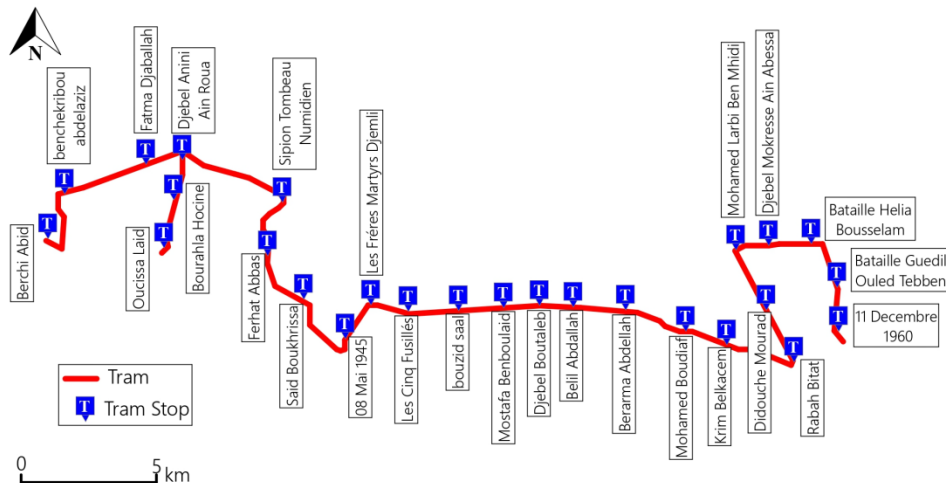 N
benchekribou
abdelaziz
Fatma Djaballah
Djebel Anini
Ain Roua
Sipion Tombeau
Numidien
Les Fréres Martyrs Djemli
Mohamed Larbi Ben Mhidi
Djebel Mokresse Ain Abessa
Bataille Helia
Bousselam
Bataille Guedil
Ouled Tebben
11 Decembre
1960
Berchi Abid
Oucissa Laid
Bourahla Hocine
Ferhat Abbas
Said Boukhrissa
08 Mai 1945
Les Cinq Fusiliés
bouzid saal
Mostafa Benboulaid
Djebel Boutaleb
Belil Abdallah
Berarma Abdellah
Mohamed Boudiaf
Krim Belkacem
Didouche Mourad
Rabah Bitat
Tram
T Tram Stop
0 5
km